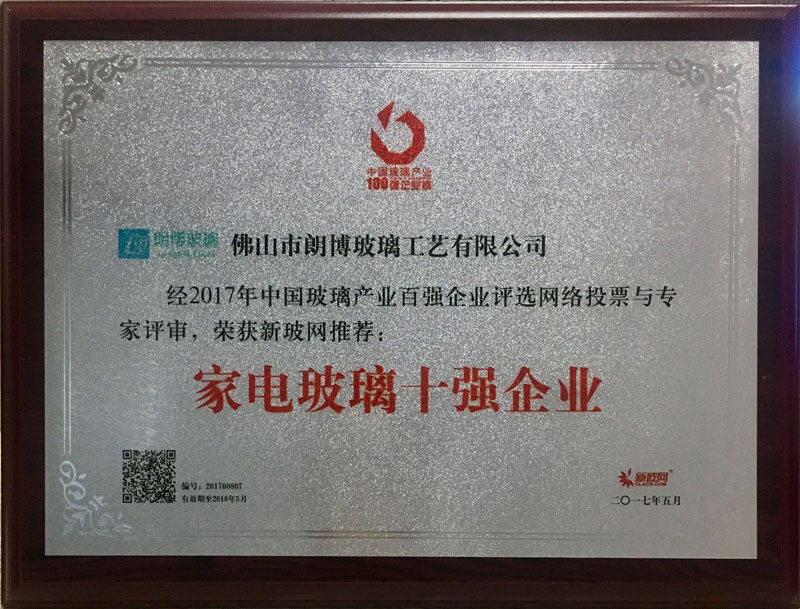 中国玻璃产业
100强企业榜
朗博玻璃
佛山市朗博玻璃工艺有限公司
经2017年中国玻璃产业百强企业评选网络投票与专
家评审，荣获新玻网推荐：
家电玻璃十强企业
编号：201700807
有效期至2018年5月
新玻网®
GLACN.COM
二〇一七年五月